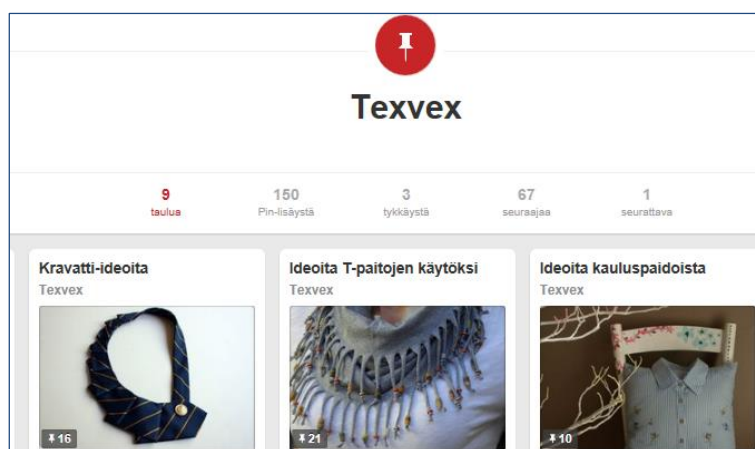 Texvex
9 150 3 67 1
taulua Pin-lisäystä tykkäystä seuraajaa seurattava
Kravatti-ideoita
Texvex
16
Ideoita T-paitojen käytöksi
Texvex
21
Ideoita kauluspaidoista
Texvex
10